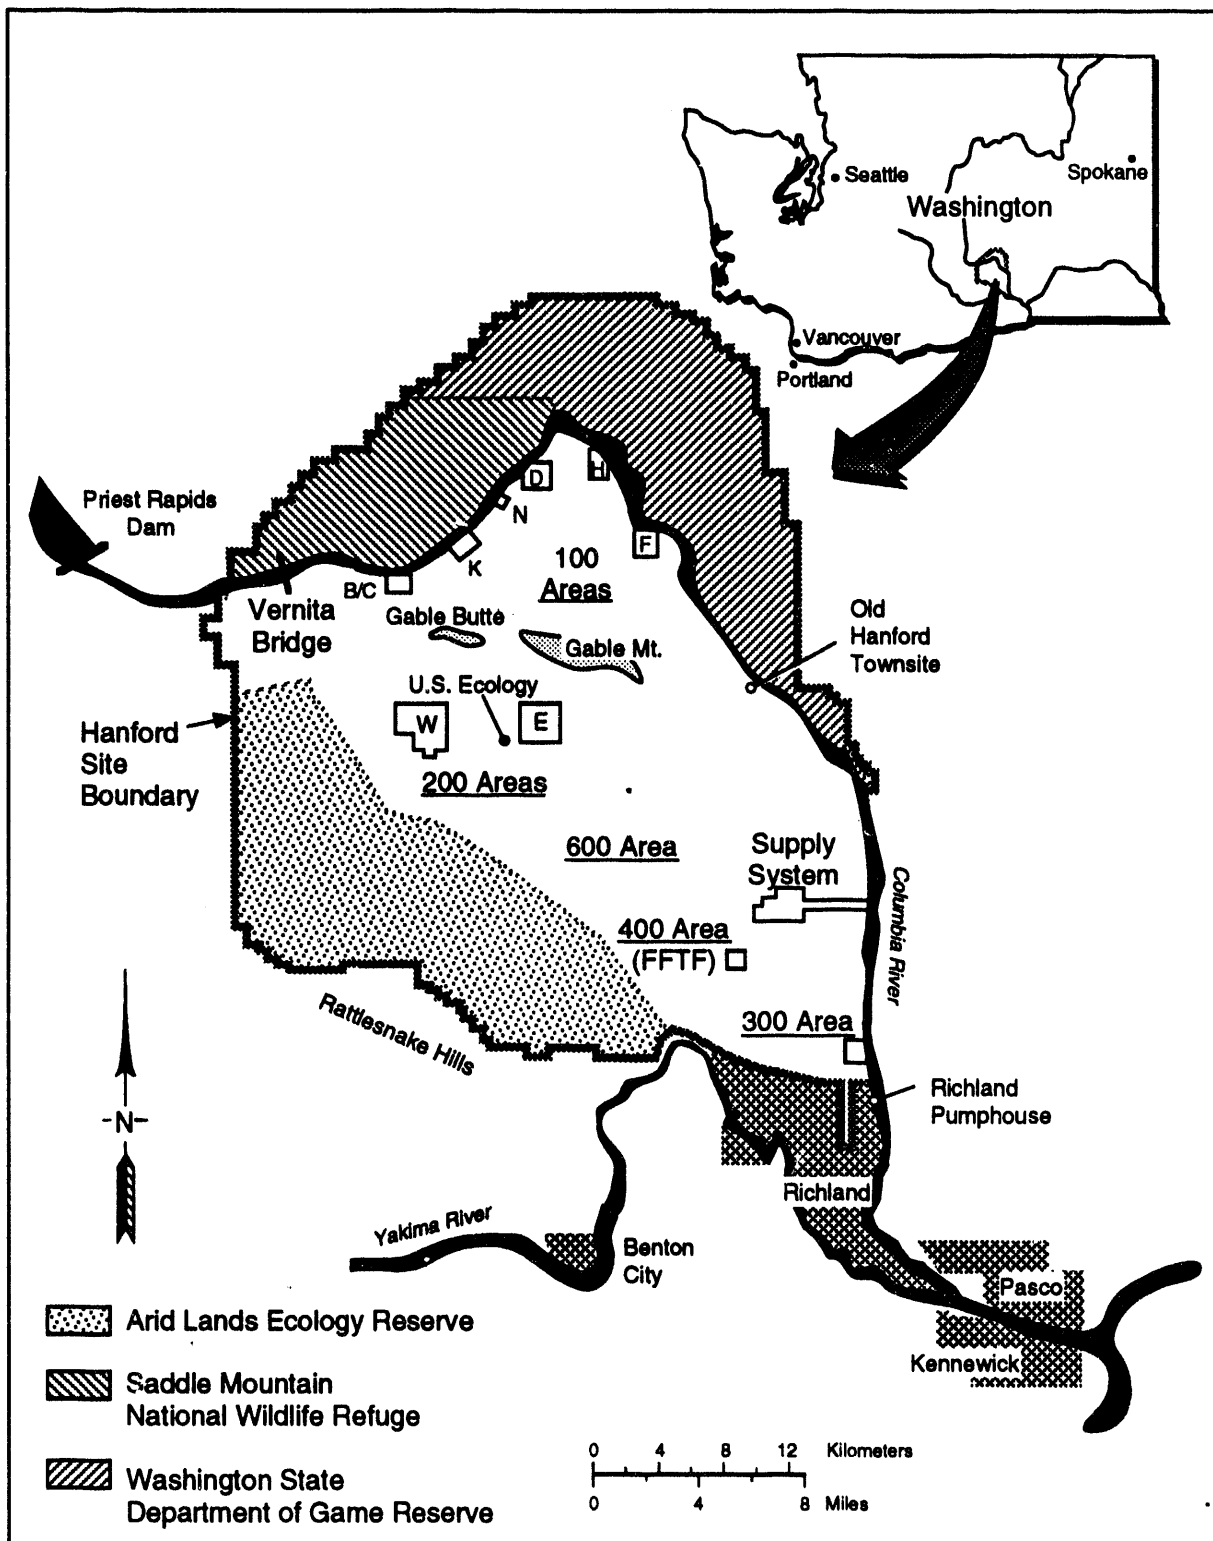 Seattle
Spokane
Washington
Vancouver
Portland
Priest Rapids
Dam
D
H
N
F
K
B/C
100
Areas
Vernita
Bridge
Gable Butte
Gable Mt.
Old
Hanford
Townsite
U.S. Ecology
W
E
Hanford
Site
Boundary
200 Areas
600 Area
Supply
System
Columbia River
400 Area
(FFTF)
Rattlesnake Hills
300 Area
Richland
Pumphouse
-N-
Richland
Yakima River
Benton
City
Pasco
Kennewick
Arid Lands Ecology Reserve
Saddle Mountain
National Wildlife Refuge
Washington State
Department of Game Reserve
0 4 8 12 Kilometers
0 4 8 Miles